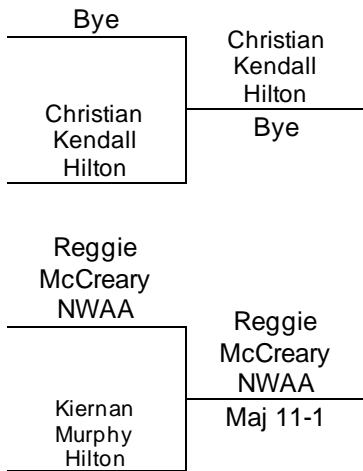 Bye
Christian
Kendall
Hilton
Christian
Kendall
Hilton
Bye
Reggie
McCreary
NWAA
Kiernan
Murphy
Hilton
Reggie
McCreary
NWAA
Maj 11-1